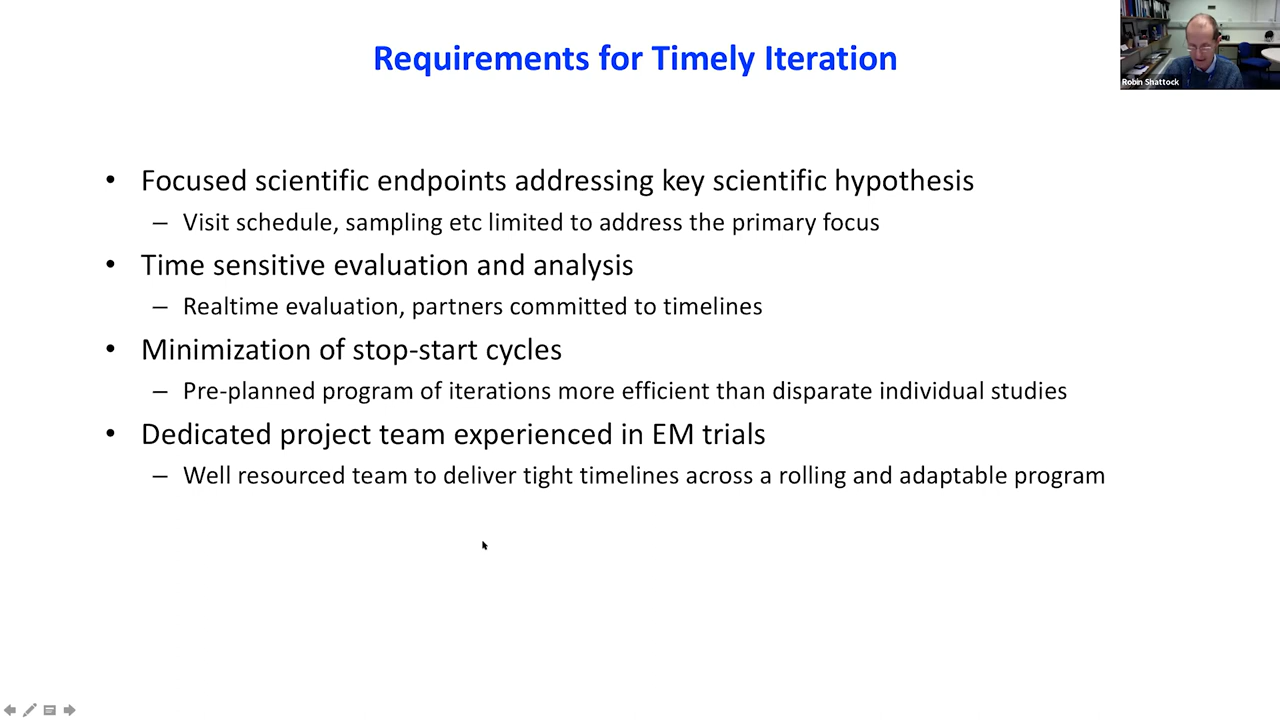 Requirements for Timely Iteration
Robin Shattock
• Focused scientific endpoints addressing key scientific hypothesis
– Visit schedule, sampling etc limited to address the primary focus
• Time sensitive evaluation and analysis
– Realtime evaluation, partners committed to timelines
• Minimization of stop-start cycles
– Pre-planned program of iterations more efficient than disparate individual studies
• Dedicated project team experienced in EM trials
– Well resourced team to deliver tight timelines across a rolling and adaptable program